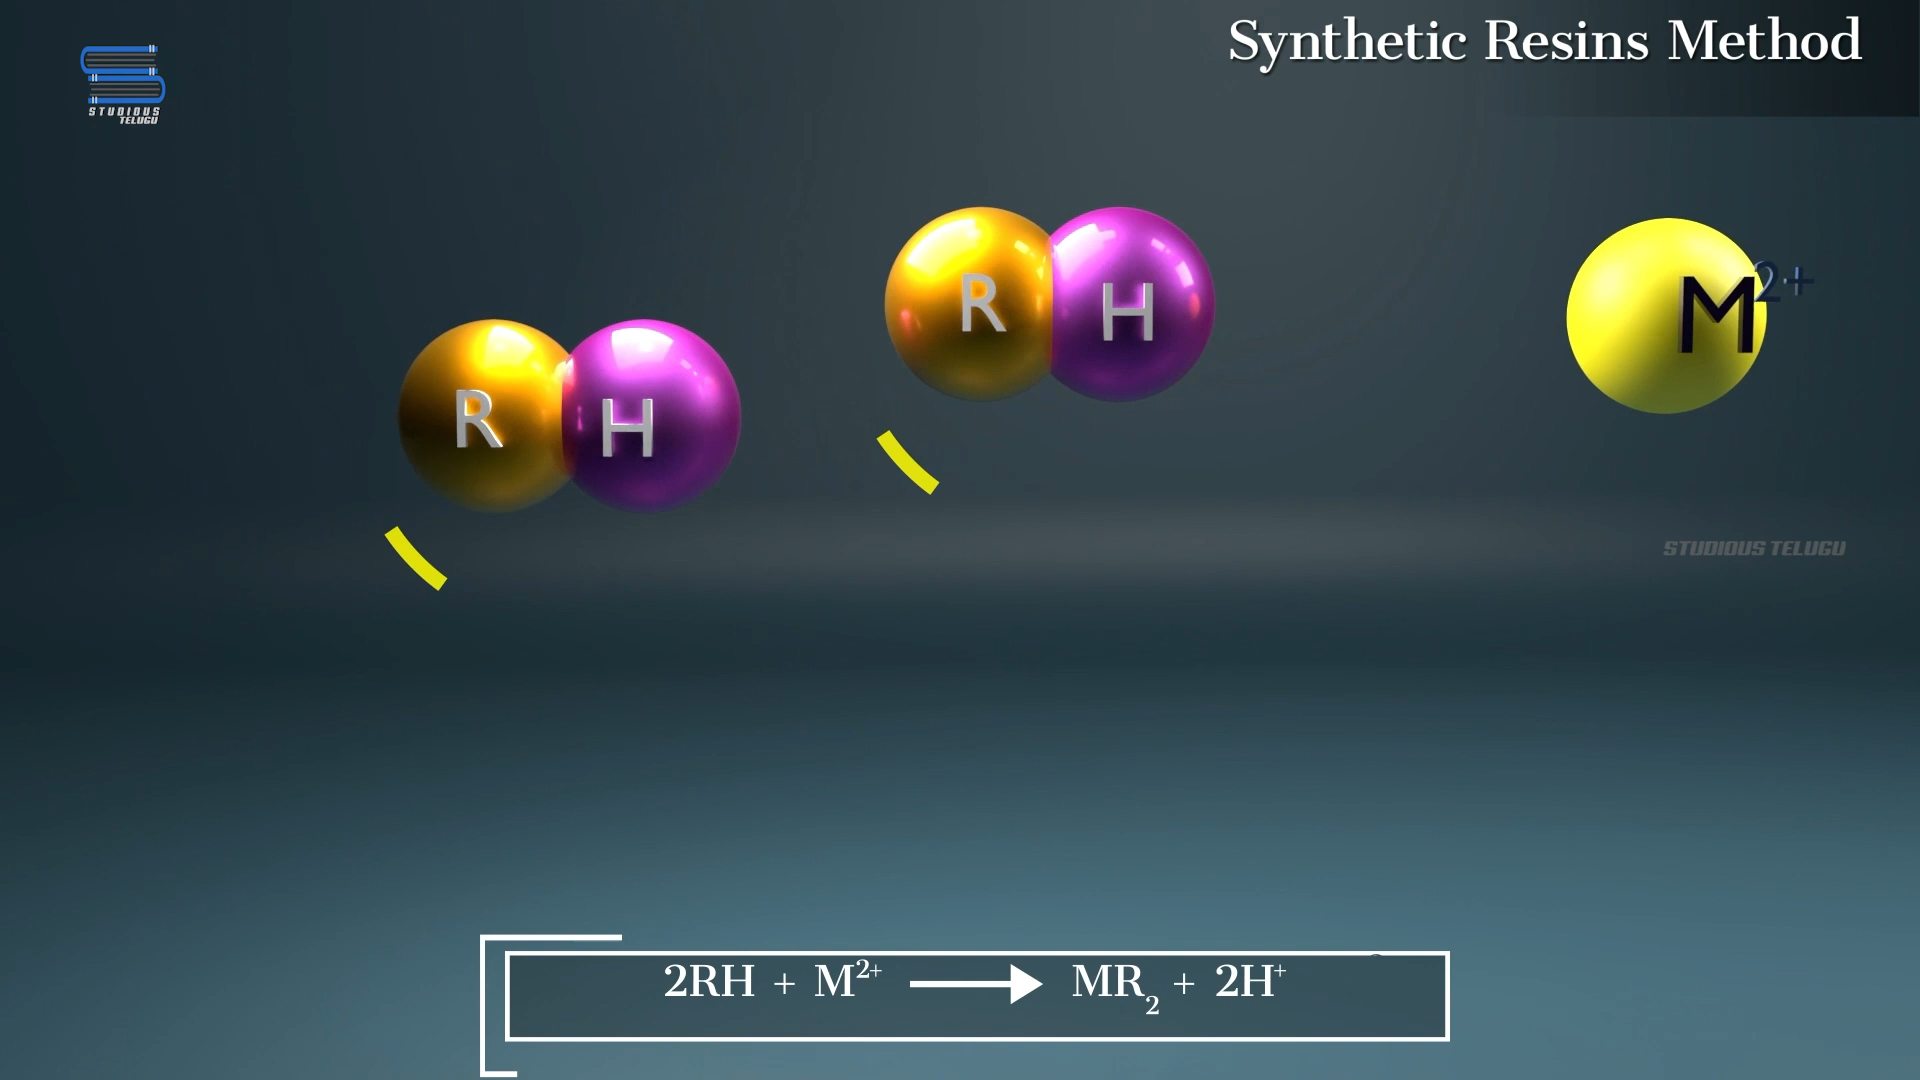 Synthetic Resins Method
STUDIOUS
TELUGU
R H
R H
M²⁺
STUDIOUS TELUGU
2RH + M²⁺ ⟶ MR₂ + 2H⁺